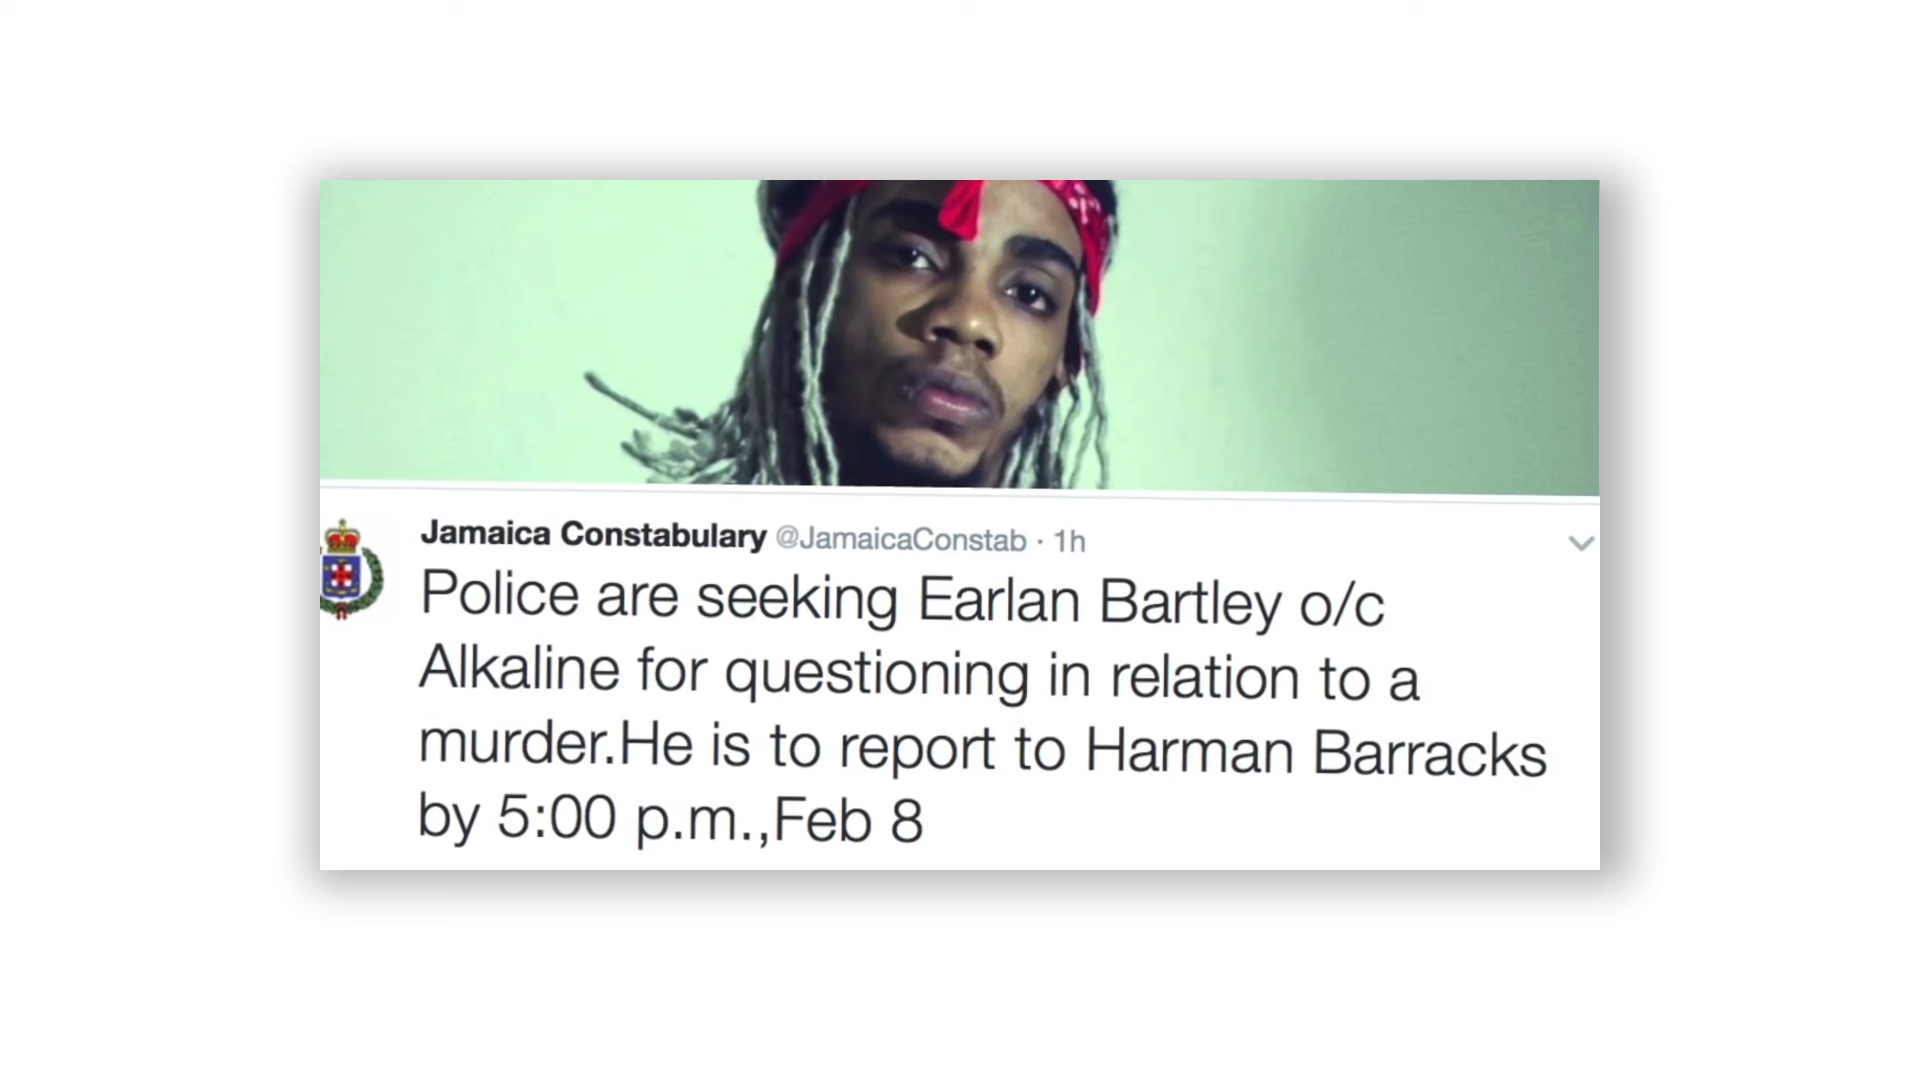 Jamaica Constabulary @JamaicaConstab · 1h
Police are seeking Earlan Bartley o/c
Alkaline for questioning in relation to a
murder.He is to report to Harman Barracks
by 5:00 p.m.,Feb 8